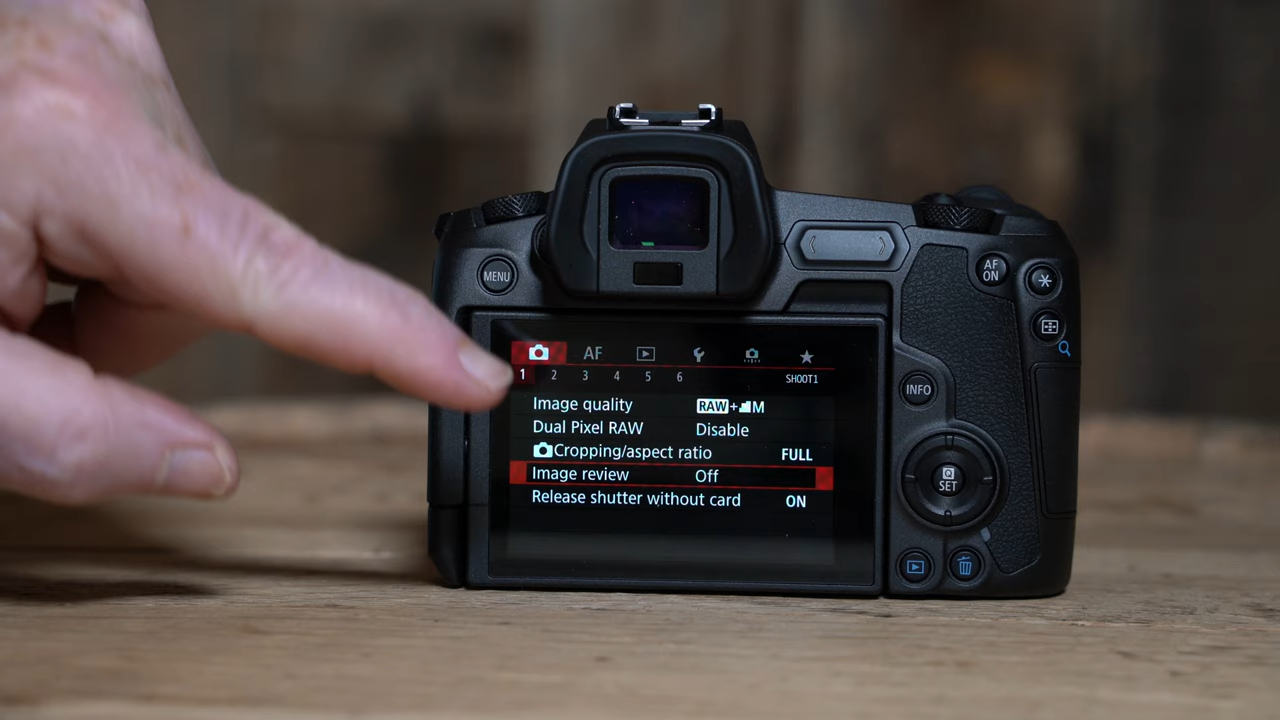 MENU
AF ON
AF
1 2 3 4 5 6 SHOOT1
Image quality RAW+M
Dual Pixel RAW Disable
Cropping/aspect ratio FULL
Image review Off
Release shutter without card ON
INFO
Q
SET